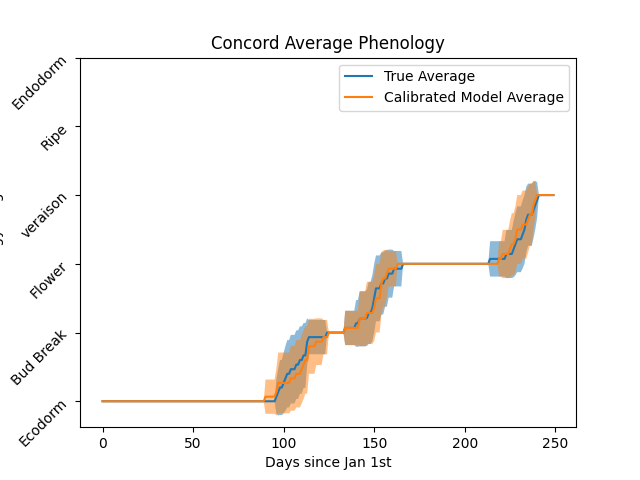 Concord Average Phenology
True Average
Calibrated Model Average
Endodorm
Ripe
veraison
Flower
Bud Break
Ecodorm
0 50 100 150 200 250
Days since Jan 1st